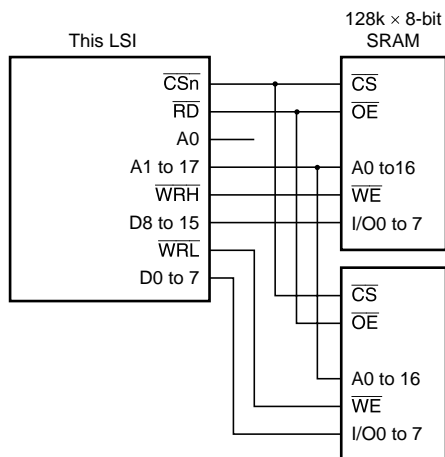 128k × 8-bit
This LSI SRAM
CSn
RD
A0
A1 to 17
WRH
D8 to 15
WRL
D0 to 7
CS
OE
A0 to16
WE
I/O0 to 7
CS
OE
A0 to 16
WE
I/O0 to 7